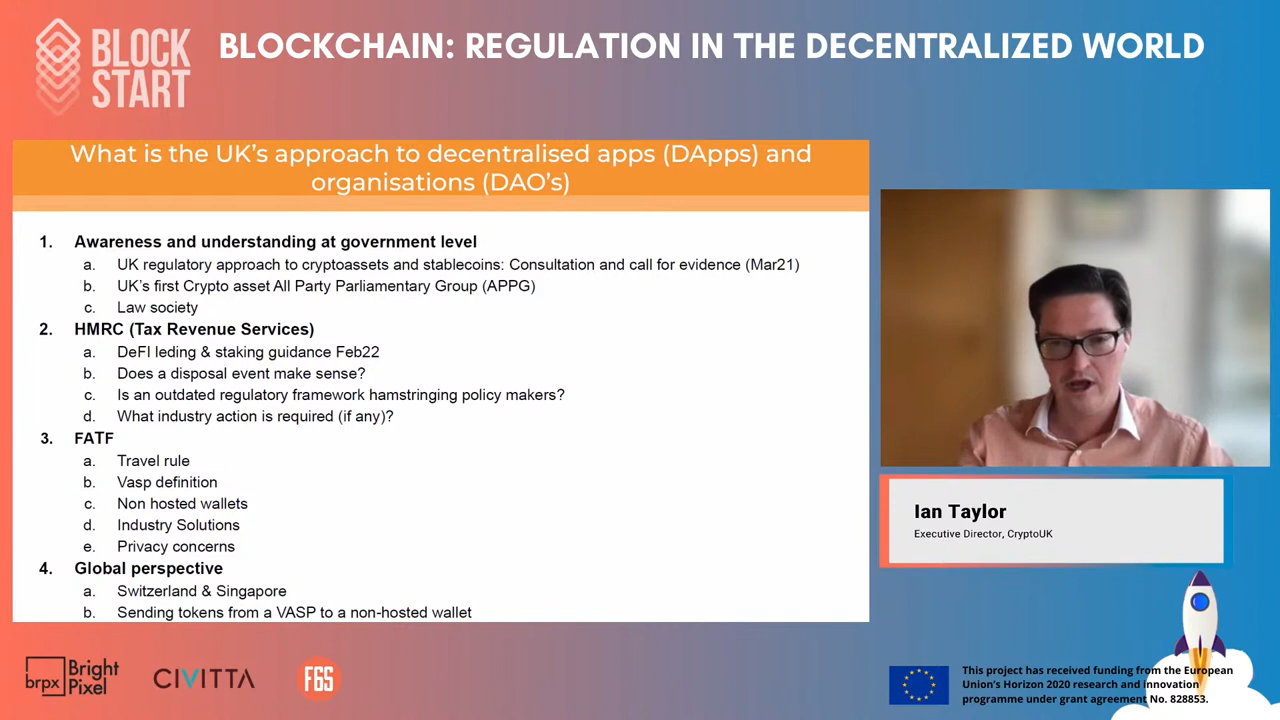 BLOCK
START
BLOCKCHAIN: REGULATION IN THE DECENTRALIZED WORLD
What is the UK's approach to decentralised apps (DApps) and
organisations (DAO's)
1. Awareness and understanding at government level
a. UK regulatory approach to cryptoassets and stablecoins: Consultation and call for evidence (Mar21)
b. UK's first Crypto asset All Party Parliamentary Group (APPG)
c. Law society
2. HMRC (Tax Revenue Services)
a. DeFI leding & staking guidance Feb22
b. Does a disposal event make sense?
c. Is an outdated regulatory framework hamstringing policy makers?
d. What industry action is required (if any)?
3. FATF
a. Travel rule
b. Vasp definition
c. Non hosted wallets
d. Industry Solutions
e. Privacy concerns
4. Global perspective
a. Switzerland & Singapore
b. Sending tokens from a VASP to a non-hosted wallet
Ian Taylor
Executive Director, CryptoUK
brpx
Bright
Pixel
CIVITTA
F6S
This project has received funding from the European
Union's Horizon 2020 research and innovation
programme under grant agreement No. 828853.